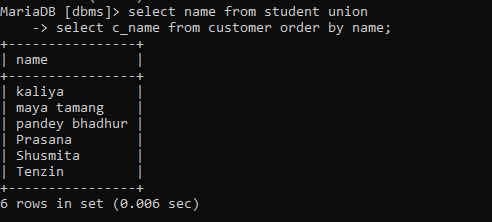 MariaDB [dbms]> select name from student union
    -> select c_name from customer order by name;
+---------------+
| name          |
+---------------+
| kaliya        |
| maya tamang   |
| pandey bhadhur |
| Prasana       |
| Shusmita      |
| Tenzin        |
+---------------+
6 rows in set (0.006 sec)